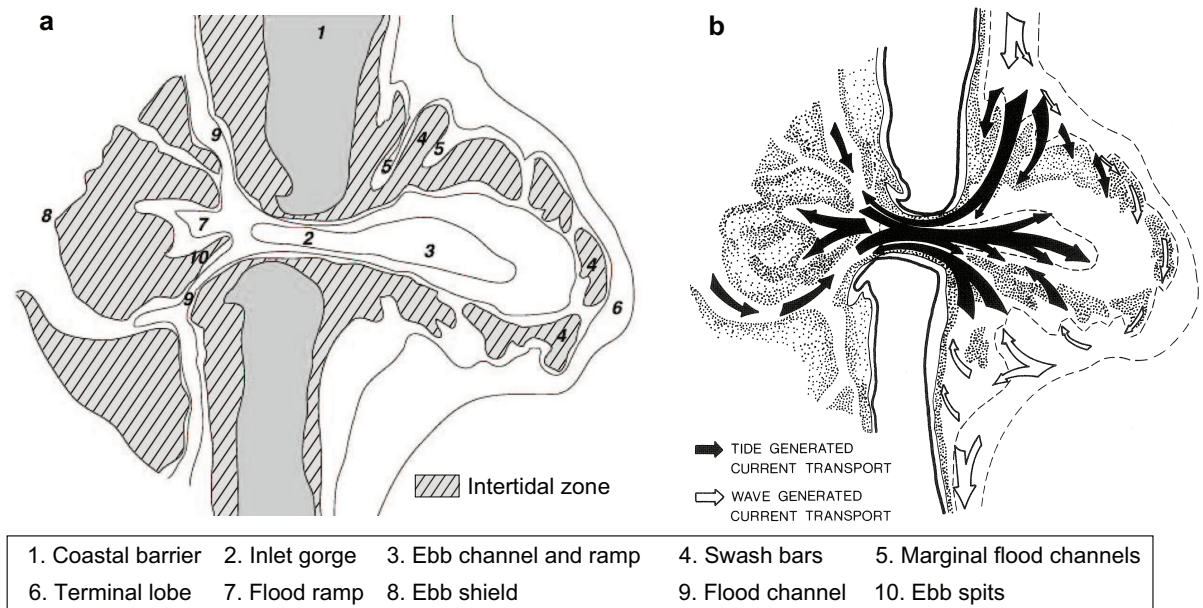 a
1
9
4
5
5
8
7
2
3
10
4
6
9
4
Intertidal zone
b
TIDE GENERATED
CURRENT TRANSPORT
WAVE GENERATED
CURRENT TRANSPORT
1. Coastal barrier 2. Inlet gorge 3. Ebb channel and ramp 4. Swash bars 5. Marginal flood channels
6. Terminal lobe 7. Flood ramp 8. Ebb shield 9. Flood channel 10. Ebb spits